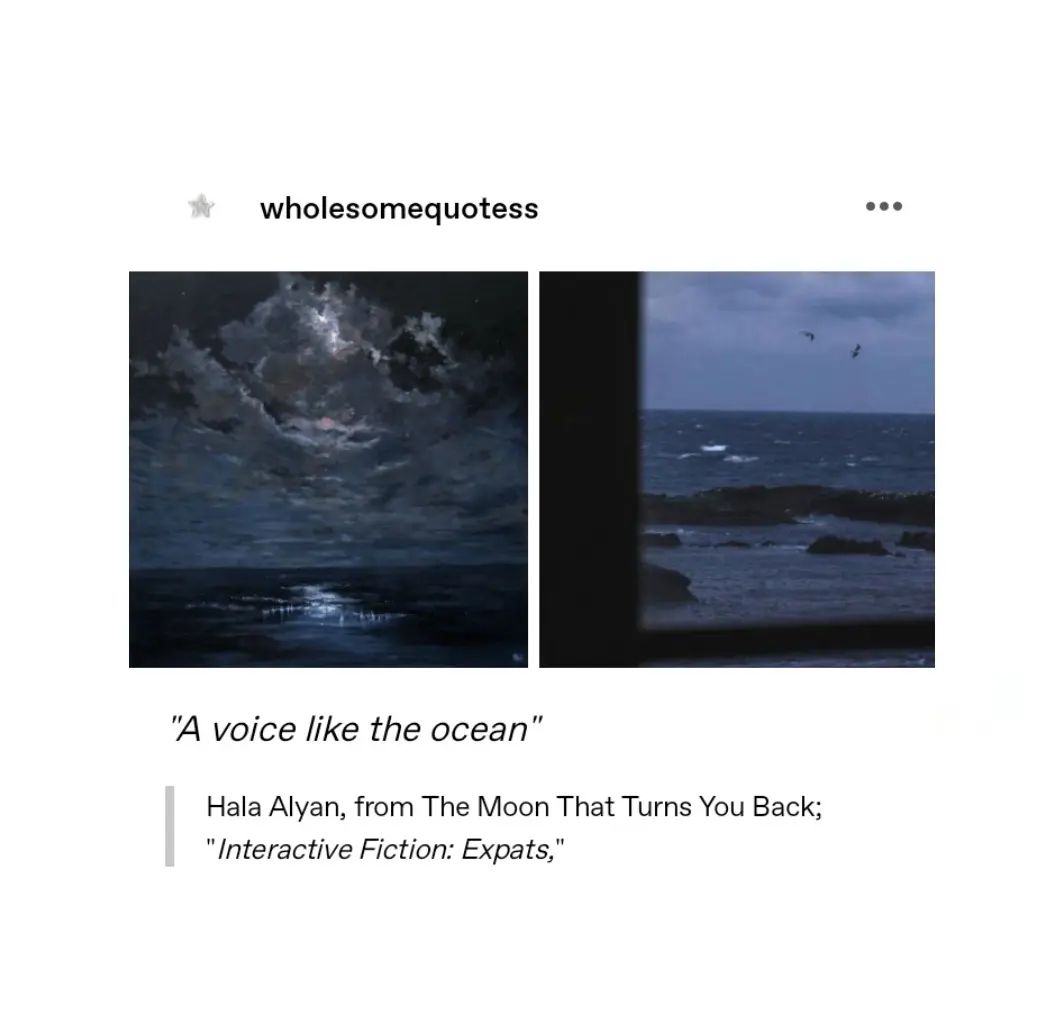 wholesomequotess
"A voice like the ocean"
Hala Alyan, from The Moon That Turns You Back;
"Interactive Fiction: Expats,"